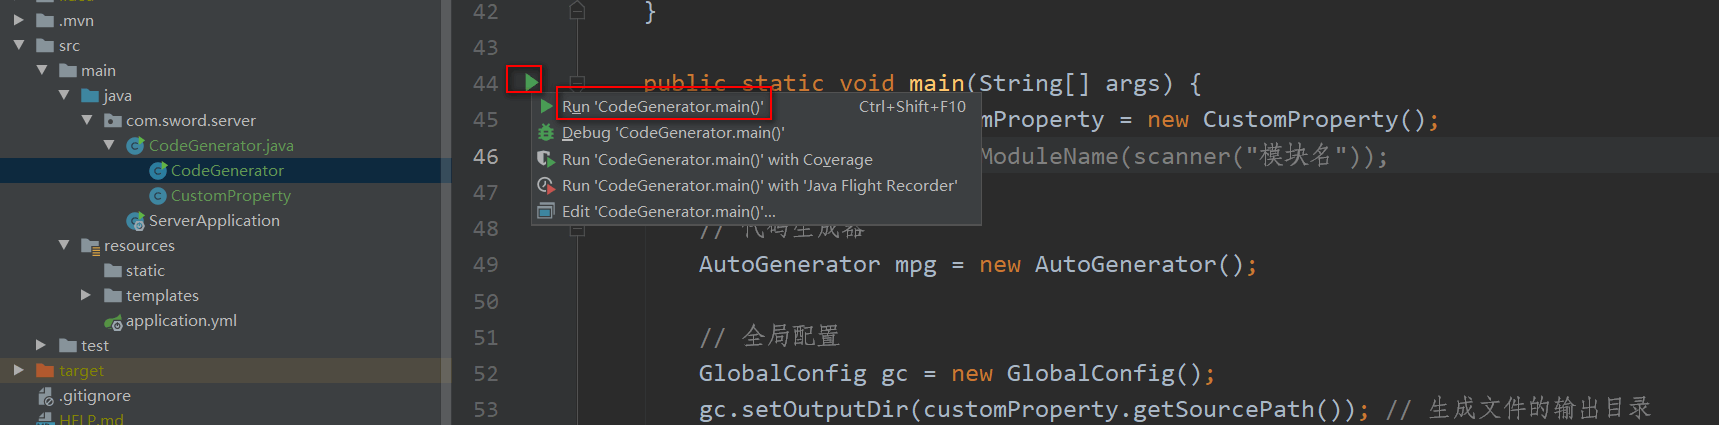 .mvn
src
main
java
com.sword.server
CodeGenerator.java
CodeGenerator
CustomProperty
ServerApplication
resources
static
templates
application.yml
test
target
.gitignore
HELP.md
42 }
43
44 public static void main(String[] args) {
45 mProperty = new CustomProperty();
46 ModuleName(scanner("模块名"));
47
48 // 代码生成器
49 AutoGenerator mpg = new AutoGenerator();
50
51 // 全局配置
52 GlobalConfig gc = new GlobalConfig();
53 gc.setOutputDir(customProperty.getSourcePath()); // 生成文件的输出目录
Run 'CodeGenerator.main()' Ctrl+Shift+F10
Debug 'CodeGenerator.main()'
Run 'CodeGenerator.main()' with Coverage
Run 'CodeGenerator.main()' with 'Java Flight Recorder'
Edit 'CodeGenerator.main()'...